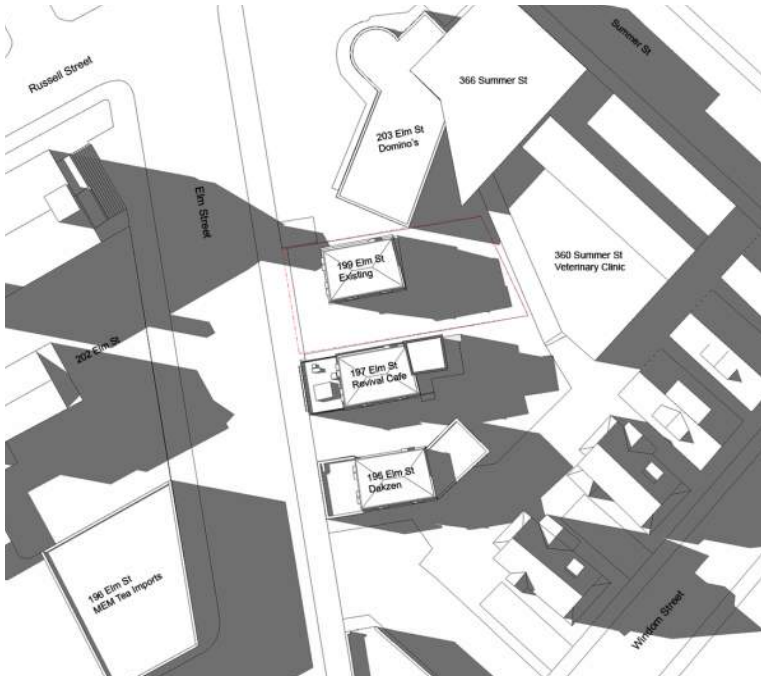 Summer St
Russell Street
366 Summer St
203 Elm St
Domino's
Elm Street
199 Elm St
Existing
360 Summer St
Veterinary Clinic
202 Elm St
197 Elm St
Revival Cafe
195 Elm St
Dakzen
196 Elm St
MEM Tea Imports
Windom Street